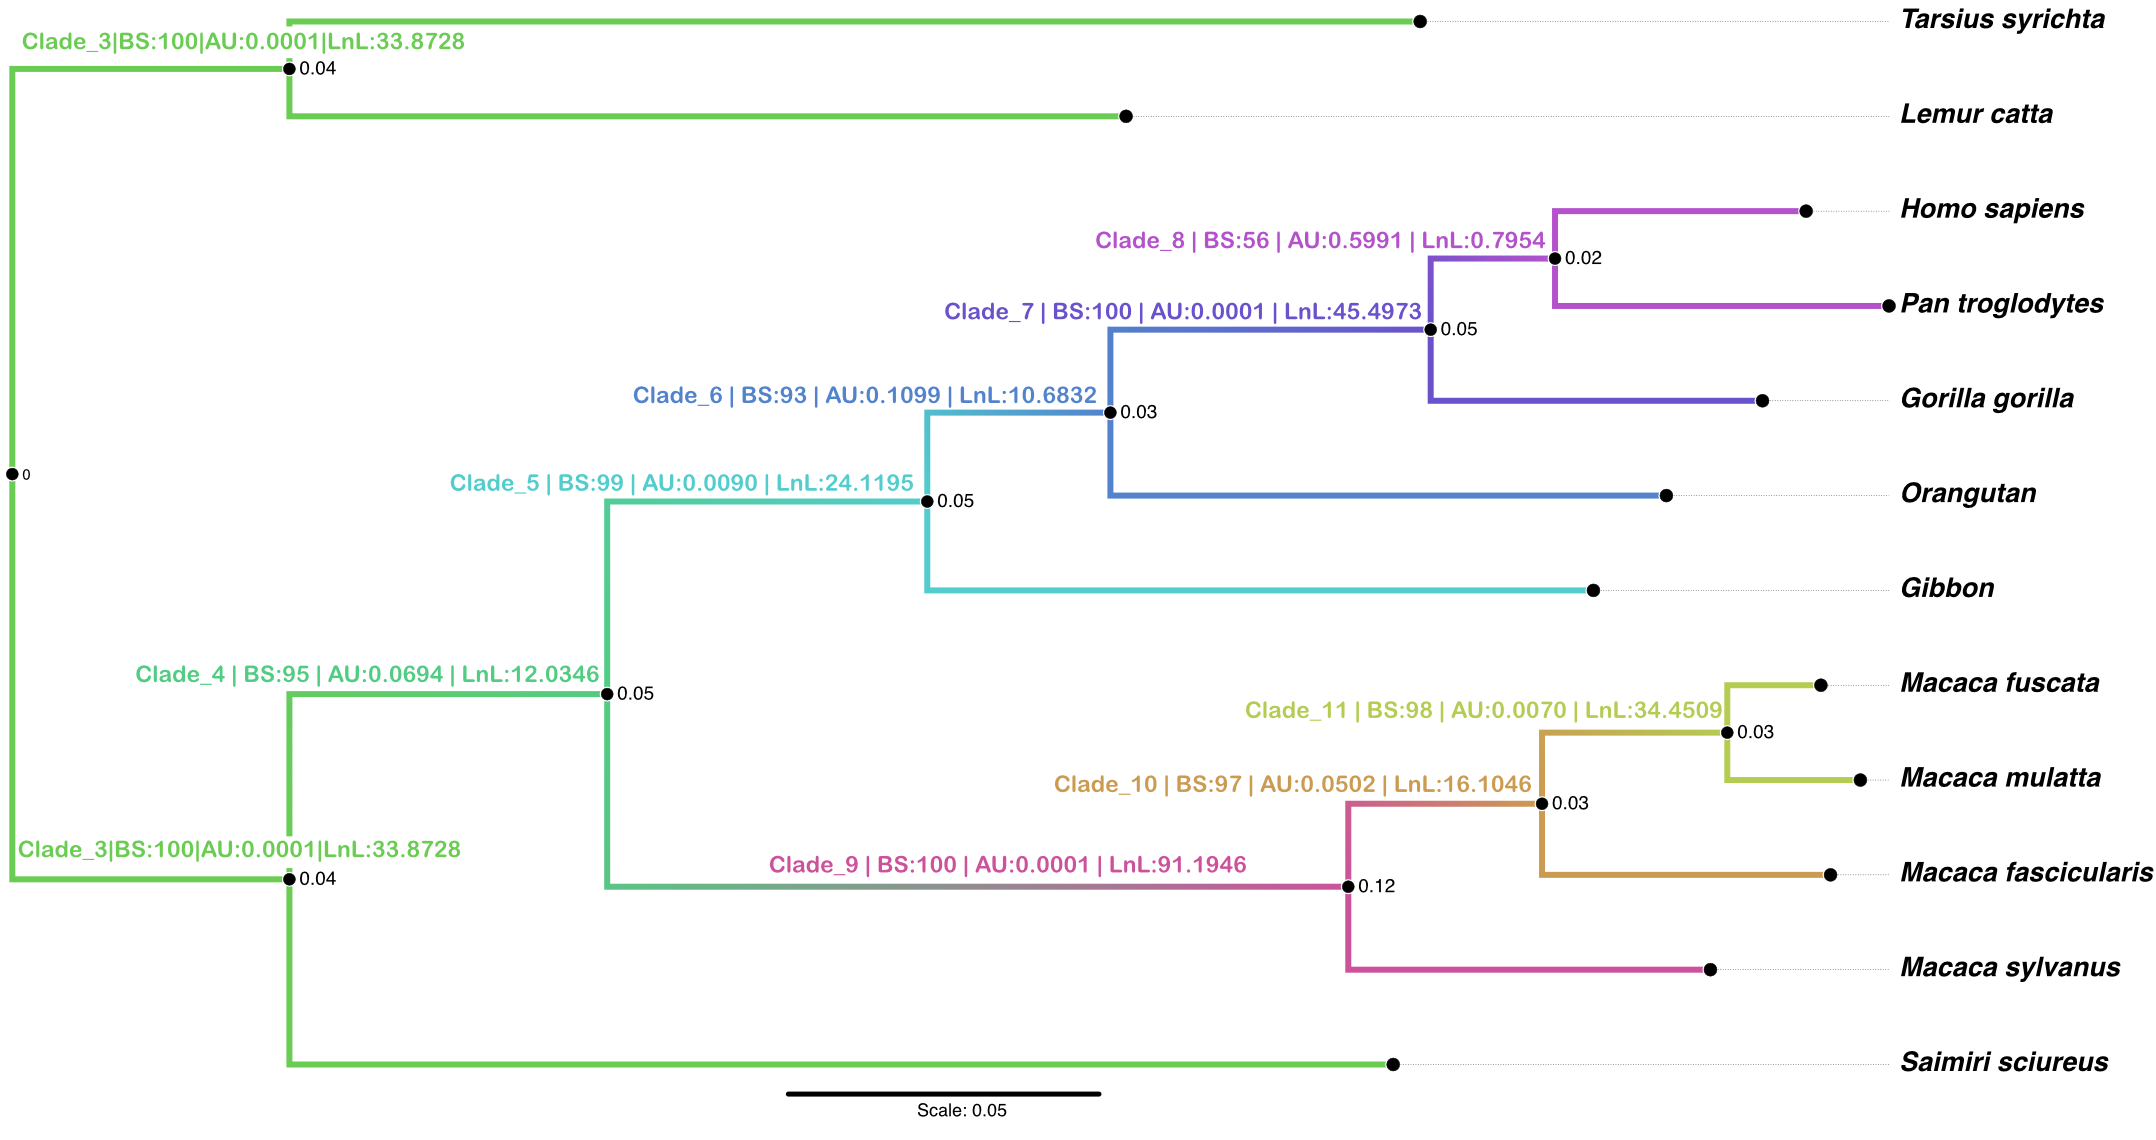 Tarsius syrichta
Clade_3|BS:100|AU:0.0001|LnL:33.8728
0.04
Lemur catta
Homo sapiens
Clade_8 | BS:56 | AU:0.5991 | LnL:0.7954
0.02
Pan troglodytes
Clade_7 | BS:100 | AU:0.0001 | LnL:45.4973
0.05
Gorilla gorilla
Clade_6 | BS:93 | AU:0.1099 | LnL:10.6832
0.03
Orangutan
0
Clade_5 | BS:99 | AU:0.0090 | LnL:24.1195
0.05
Gibbon
Clade_4 | BS:95 | AU:0.0694 | LnL:12.0346
0.05
Macaca fuscata
Clade_11 | BS:98 | AU:0.0070 | LnL:34.4509
0.03
Macaca mulatta
Clade_10 | BS:97 | AU:0.0502 | LnL:16.1046
0.03
Clade_3|BS:100|AU:0.0001|LnL:33.8728
0.04
Clade_9 | BS:100 | AU:0.0001 | LnL:91.1946
0.12
Macaca fascicularis
Macaca sylvanus
Saimiri sciureus
Scale: 0.05